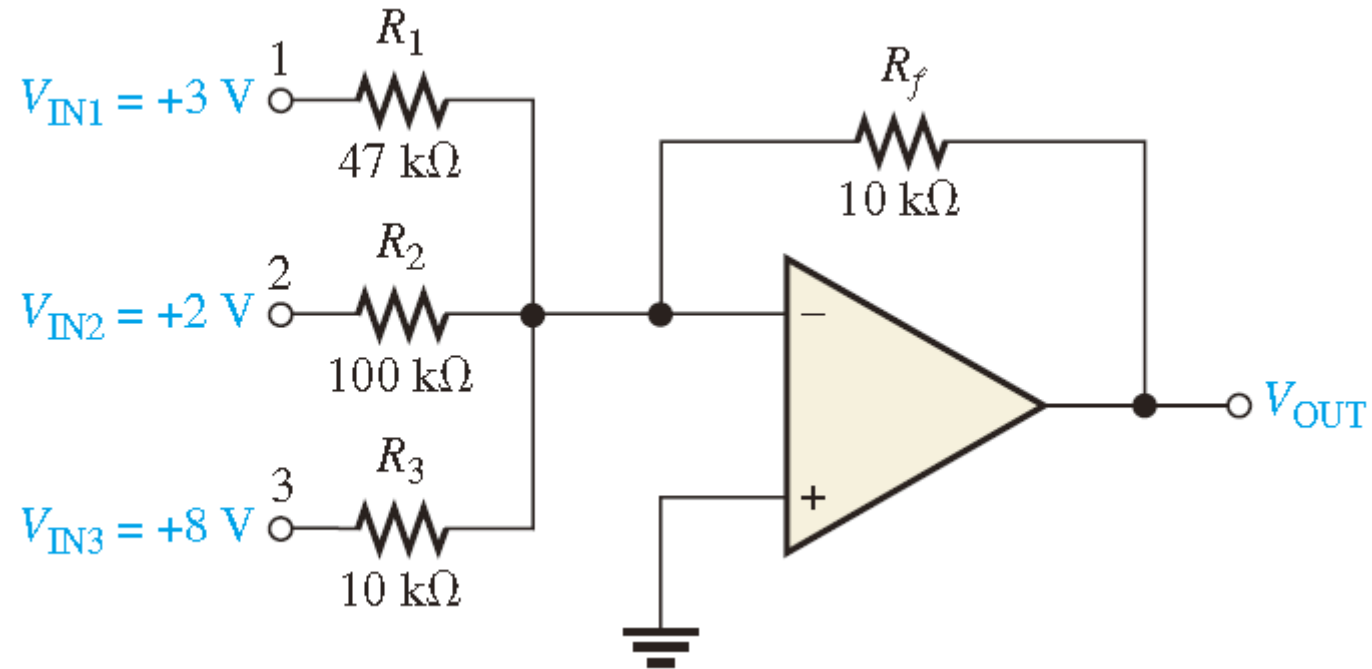 R1
1
VIN1 = +3 V
47 kΩ
Rf
10 kΩ
R2
2
VIN2 = +2 V
100 kΩ
−
VOUT
R3
3
VIN3 = +8 V
10 kΩ
+